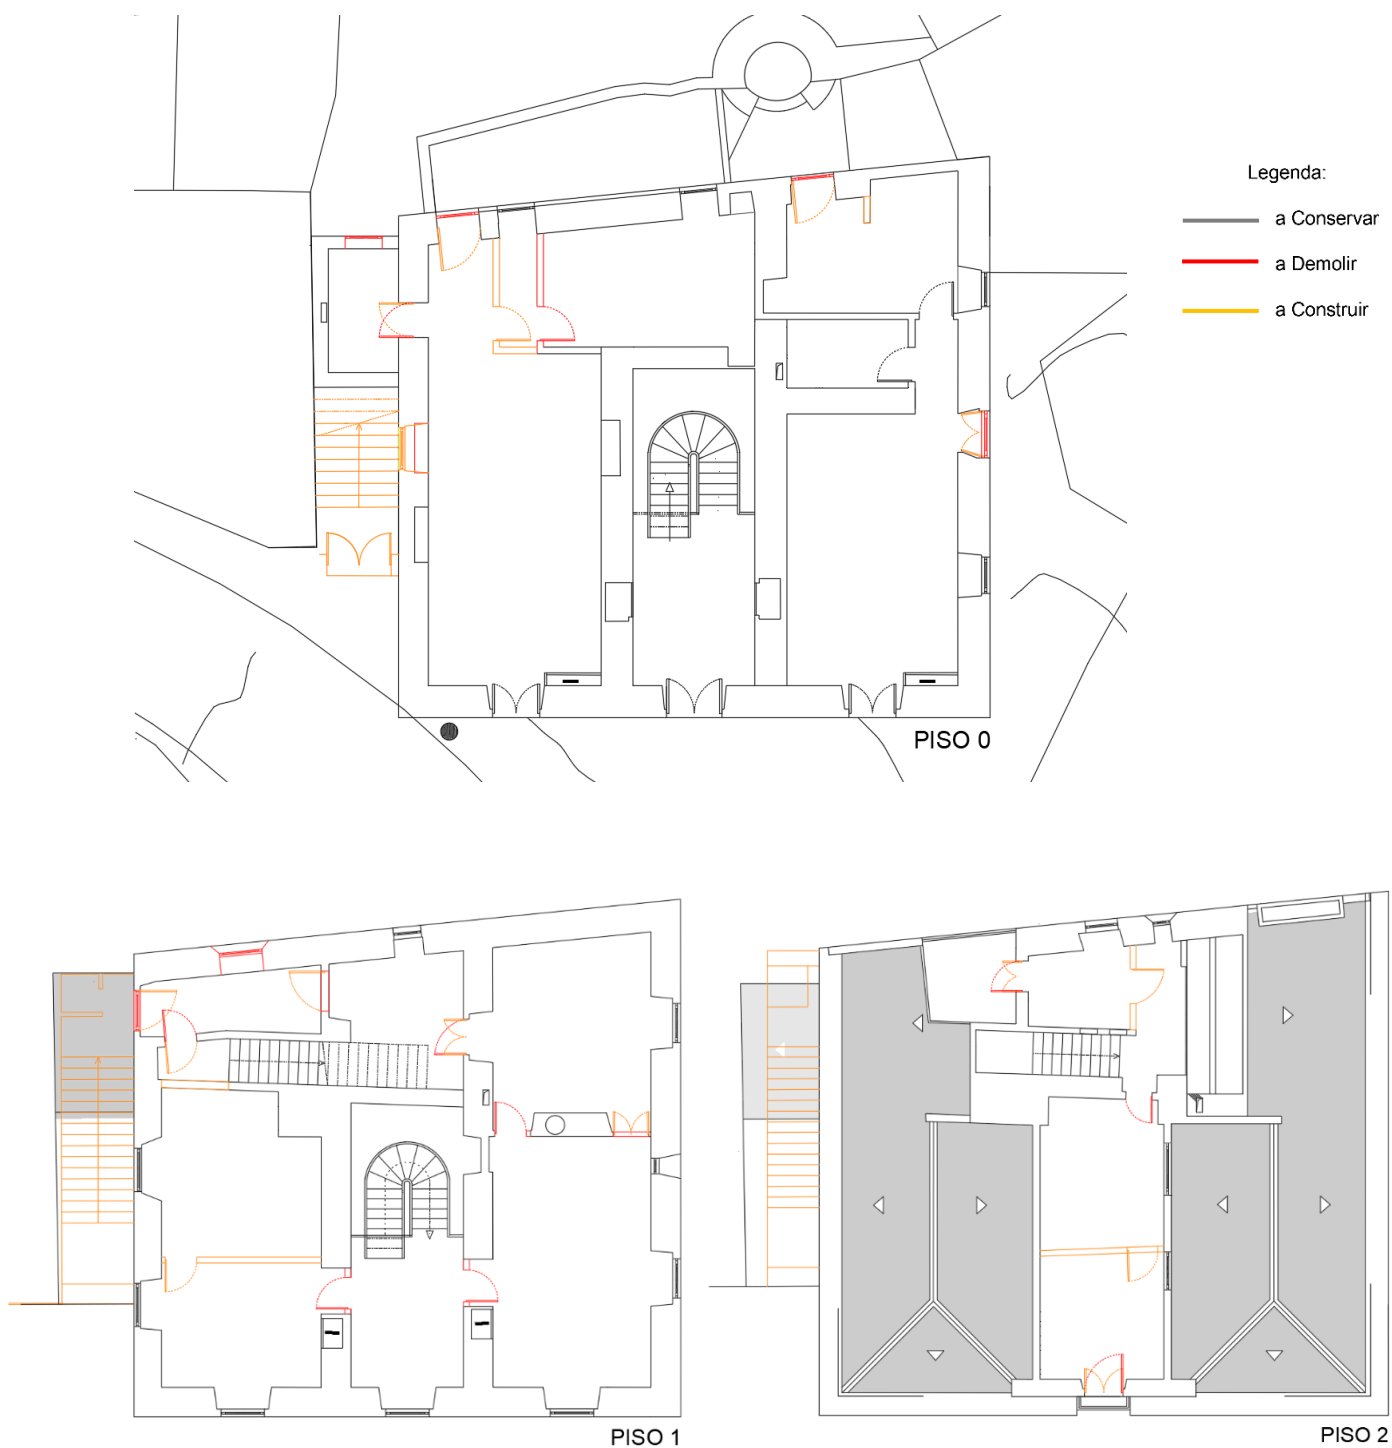 Legenda:
a Conservar
a Demolir
a Construir
PISO 0
PISO 1
PISO 2